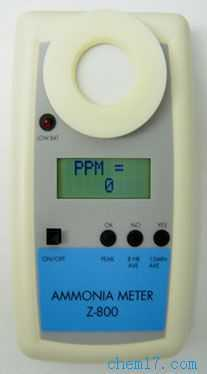 LOW BAT
PPM =
0
OK NO YES
ON/OFF PEAK 8 HR AVE 15MIN AVE
AMMONIA METER
Z-800
chem17.com